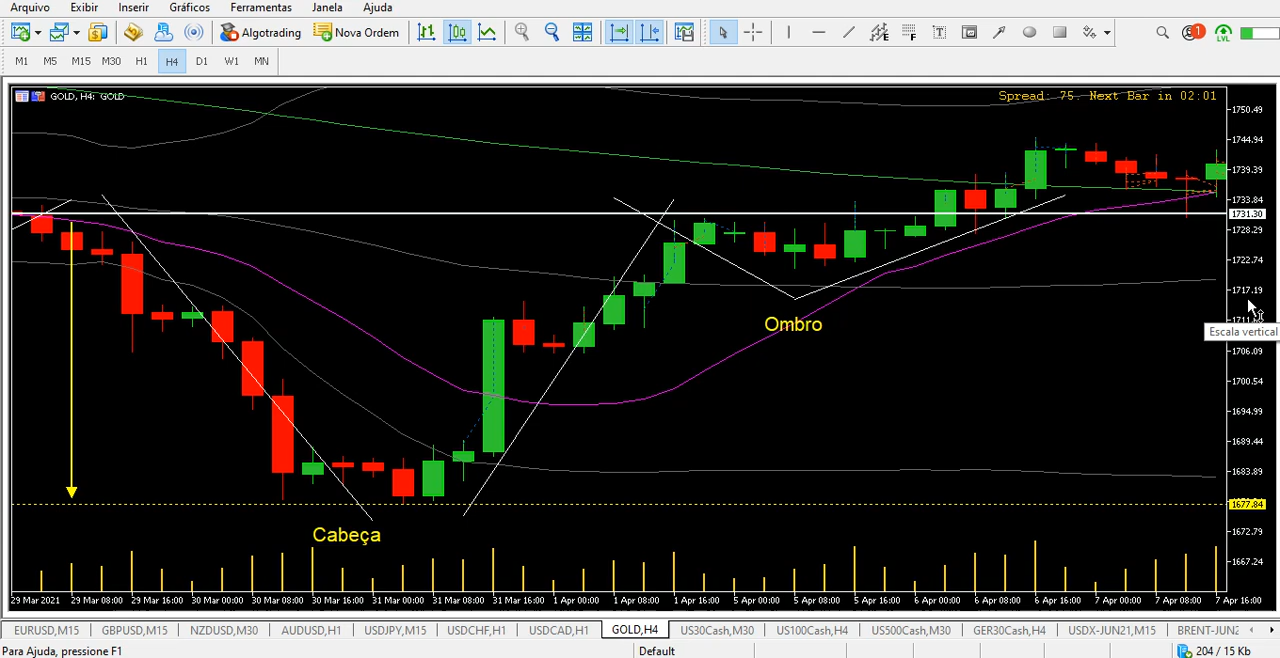 Arquivo Exibir Inserir Gráficos Ferramentas Janela Ajuda
Algotrading Nova Ordem 1 LVL
M1 M5 M15 M30 H1 H4 D1 W1 MN
GOLD, H4: GOLD
Spread: 75. Next Bar in 02:01
1750.49
1744.94
1739.39
1733.84
1731.30
1728.29
1722.74
1717.19
Ombro
Escala vertical
1706.09
1700.54
1694.99
1689.44
1683.89
1677.84
Cabeça
1672.79
1667.24
29 Mar 2021 29 Mar 08:00 29 Mar 16:00 30 Mar 00:00 30 Mar 08:00 30 Mar 16:00 31 Mar 00:00 31 Mar 08:00 31 Mar 16:00 1 Apr 00:00 1 Apr 08:00 1 Apr 16:00 5 Apr 00:00 5 Apr 08:00 5 Apr 16:00 6 Apr 00:00 6 Apr 08:00 6 Apr 16:00 7 Apr 00:00 7 Apr 08:00 7 Apr 16:00
EURUSD,M15 GBPUSD,M15 NZDUSD,M30 AUDUSD,H1 USDJPY,M15 USDCHF,H1 USDCAD,H1 GOLD,H4 US30Cash,M30 US100Cash,H4 US500Cash,M30 GER30Cash,H4 USDX-JUN21,M15 BRENT-JUN2
Para Ajuda, pressione F1 Default 204 / 15 Kb